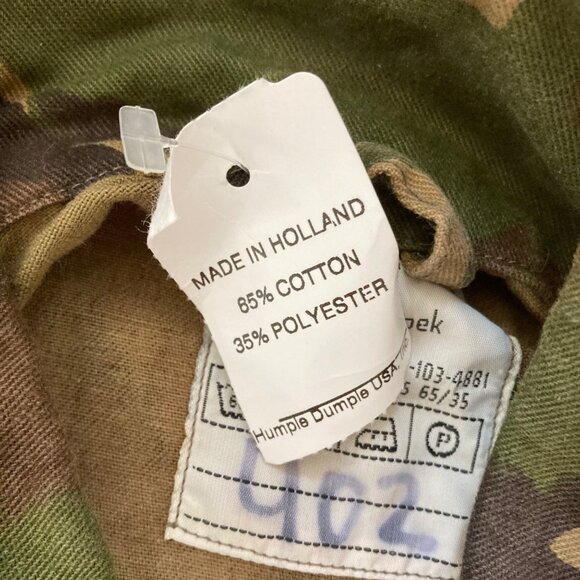 MADE IN HOLLAND
65% COTTON
35% POLYESTER
Humple Dumple USA,
-103-4881
65/35
P
402